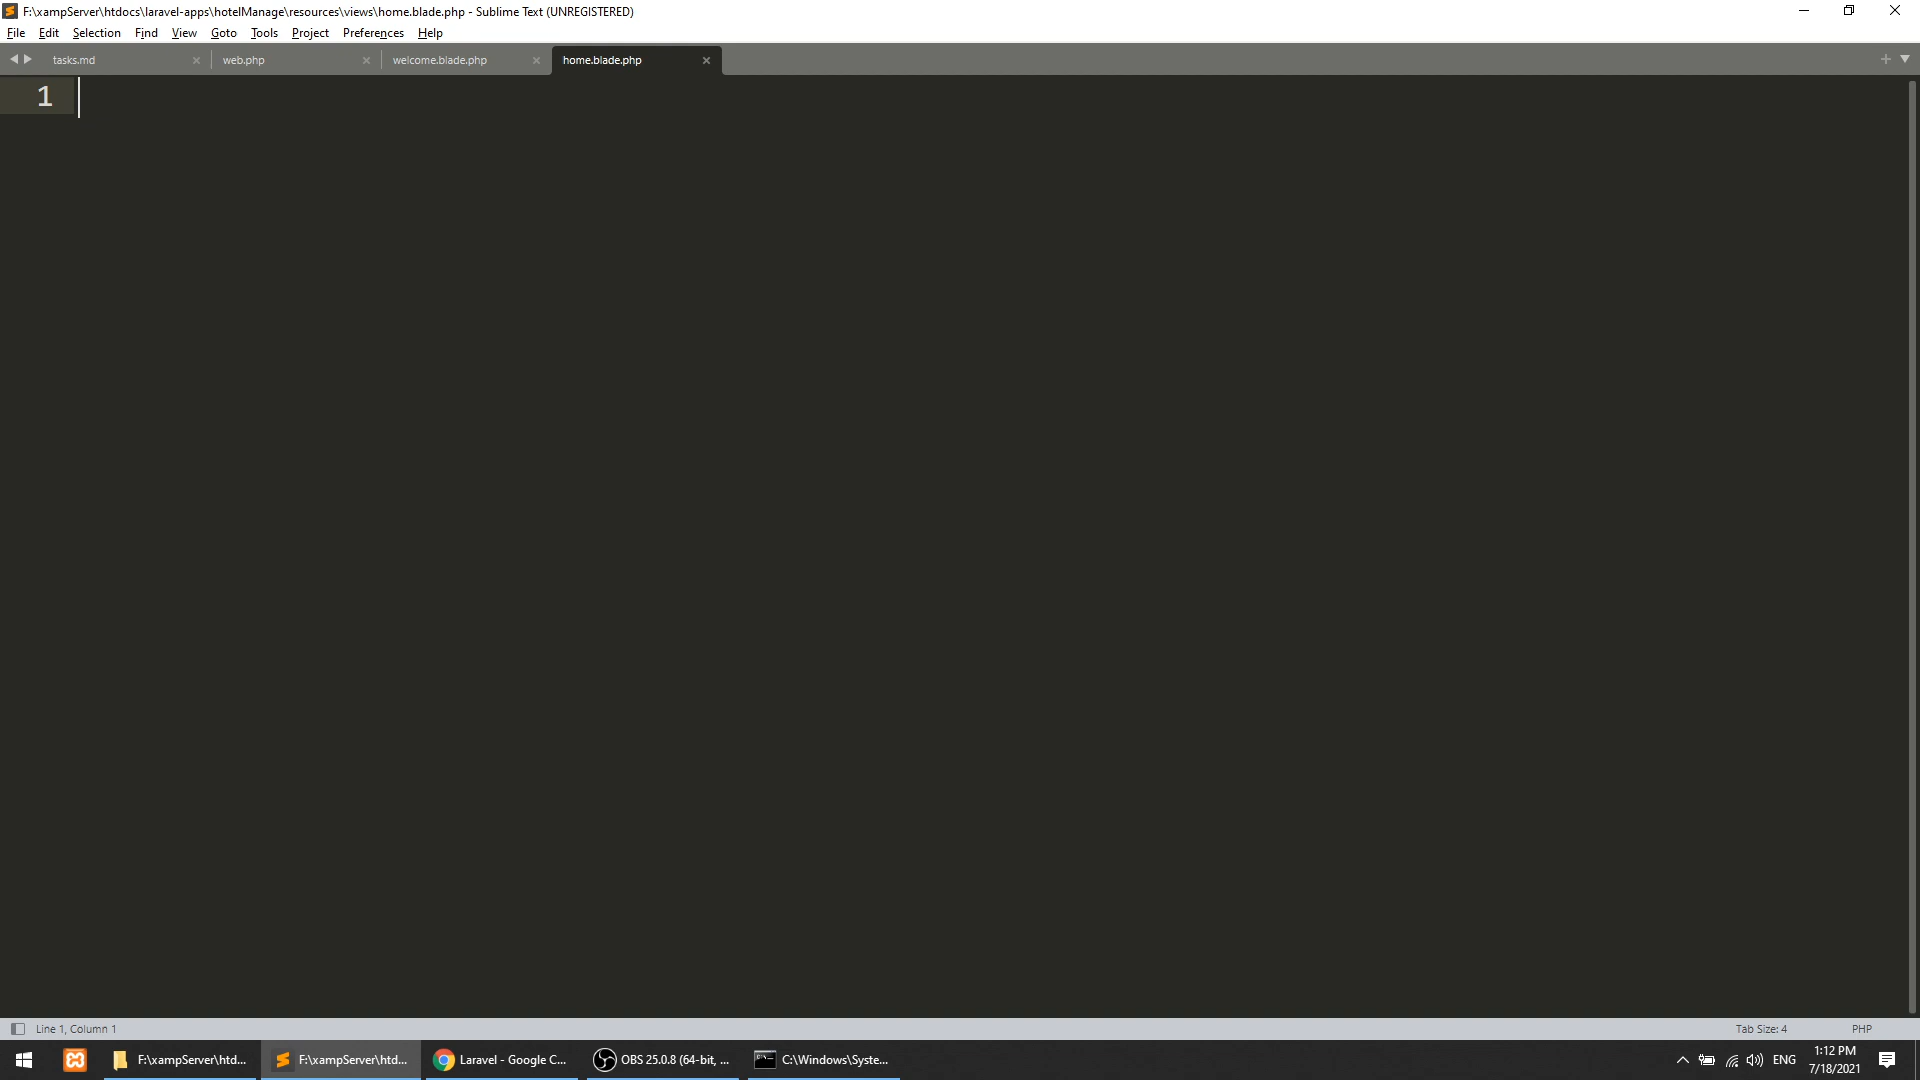 F:\xampServer\htdocs\laravel-apps\hotelManage\resources\views\home.blade.php - Sublime Text (UNREGISTERED)
File Edit Selection Find View Goto Tools Project Preferences Help
tasks.md web.php welcome.blade.php home.blade.php
1
Line 1, Column 1 Tab Size: 4 PHP
F:\xampServer\htd... F:\xampServer\htd... Laravel - Google C... OBS 25.0.8 (64-bit, ... C:\Windows\Syste... ENG 1:12 PM
7/18/2021